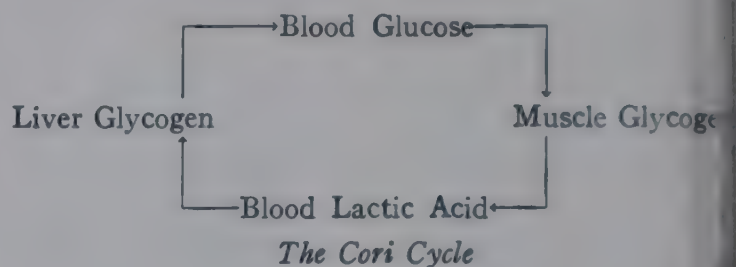 Blood Glucose
Liver Glycogen Muscle Glycoge
Blood Lactic Acid
The Cori Cycle